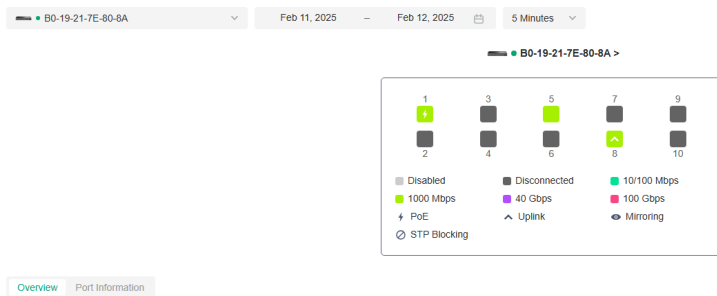 B0-19-21-7E-80-8A Feb 11, 2025 – Feb 12, 2025 5 Minutes
B0-19-21-7E-80-8A >
1 3 5 7 9
2 4 6 8 10
Disabled Disconnected 10/100 Mbps
1000 Mbps 40 Gbps 100 Gbps
PoE Uplink Mirroring
STP Blocking
Overview Port Information